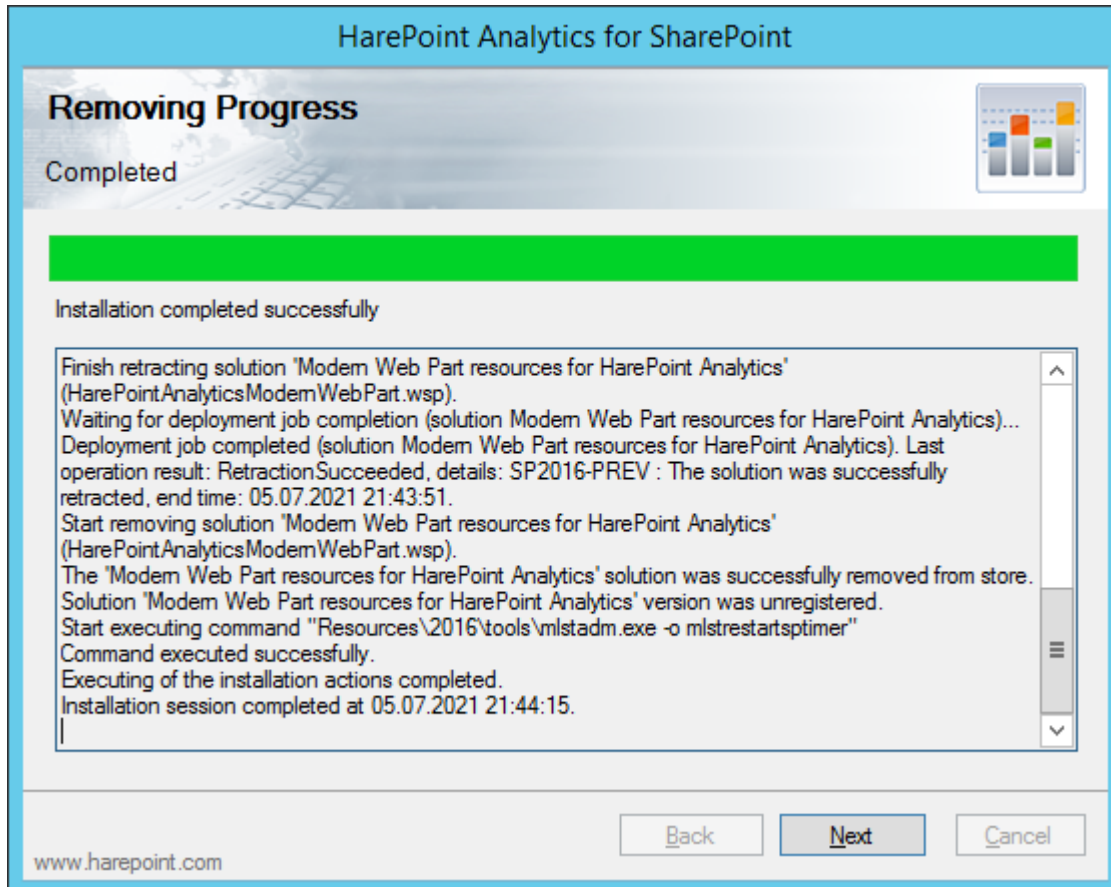 HarePoint Analytics for SharePoint
Removing Progress
Completed
Installation completed successfully
Finish retracting solution 'Modern Web Part resources for HarePoint Analytics'
(HarePointAnalyticsModernWebPart.wsp).
Waiting for deployment job completion (solution Modern Web Part resources for HarePoint Analytics)...
Deployment job completed (solution Modern Web Part resources for HarePoint Analytics). Last
operation result: RetractionSucceeded, details: SP2016-PREV : The solution was successfully
retracted, end time: 05.07.2021 21:43:51.
Start removing solution 'Modern Web Part resources for HarePoint Analytics'
(HarePointAnalyticsModernWebPart.wsp).
The 'Modern Web Part resources for HarePoint Analytics' solution was successfully removed from store.
Solution 'Modern Web Part resources for HarePoint Analytics' version was unregistered.
Start executing command "Resources\2016\tools\mlstadm.exe -o mlstrestartsptimer"
Command executed successfully.
Executing of the installation actions completed.
Installation session completed at 05.07.2021 21:44:15.
Back Next Cancel
www.harepoint.com